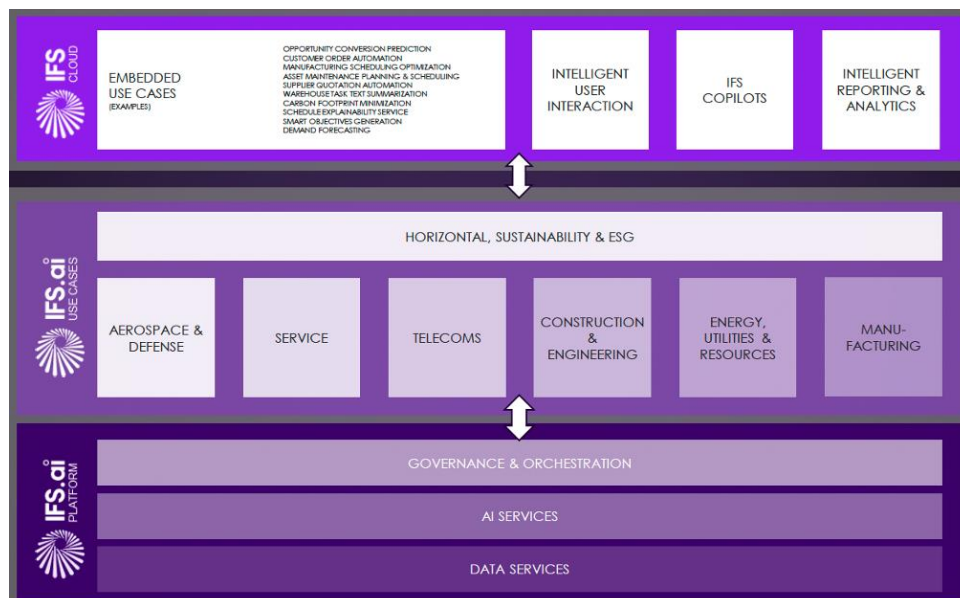 IFS
CLOUD
EMBEDDED
USE CASES
(EXAMPLES)
OPPORTUNITY CONVERSION PREDICTION
CUSTOMER ORDER AUTOMATION
MANUFACTURING SCHEDULING OPTIMIZATION
ASSET MAINTENANCE PLANNING & SCHEDULING
SUPPLIER QUOTATION AUTOMATION
WAREHOUSE TASK TEXT SUMMARIZATION
CARBON FOOTPRINT MINIMIZATION
SCHEDULE EXPLAINABILITY SERVICE
SMART OBJECTIVES GENERATION
DEMAND FORECASTING
INTELLIGENT
USER
INTERACTION
IFS
COPILOTS
INTELLIGENT
REPORTING &
ANALYTICS
IFS.ai
USE CASES
HORIZONTAL, SUSTAINABILITY & ESG
AEROSPACE &
DEFENSE
SERVICE
TELECOMS
CONSTRUCTION
&
ENGINEERING
ENERGY,
UTILITIES &
RESOURCES
MANU-
FACTURING
IFS.ai
PLATFORM
GOVERNANCE & ORCHESTRATION
AI SERVICES
DATA SERVICES